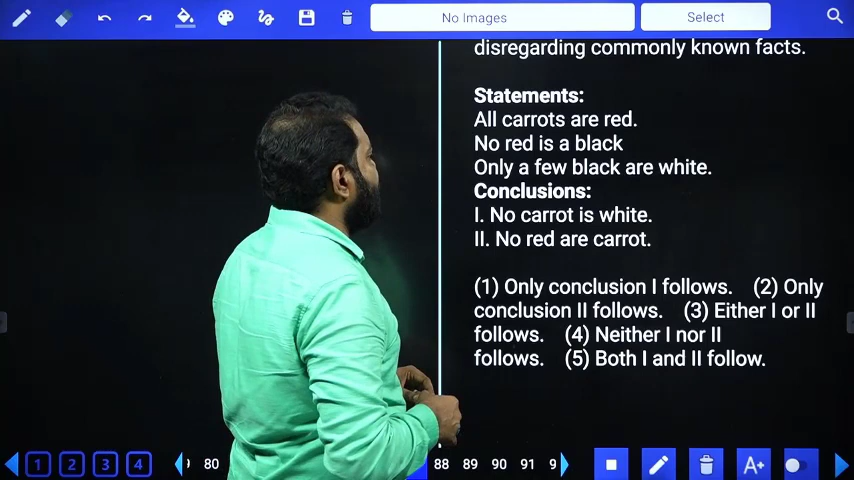 No Images
Select
disregarding commonly known facts.
Statements:
All carrots are red.
No red is a black
Only a few black are white.
Conclusions:
I. No carrot is white.
II. No red are carrot.
(1) Only conclusion I follows. (2) Only
conclusion II follows. (3) Either I or II
follows. (4) Neither I nor II
follows. (5) Both I and II follow.
1 2 3 4
80 88 89 90 91 9
A+